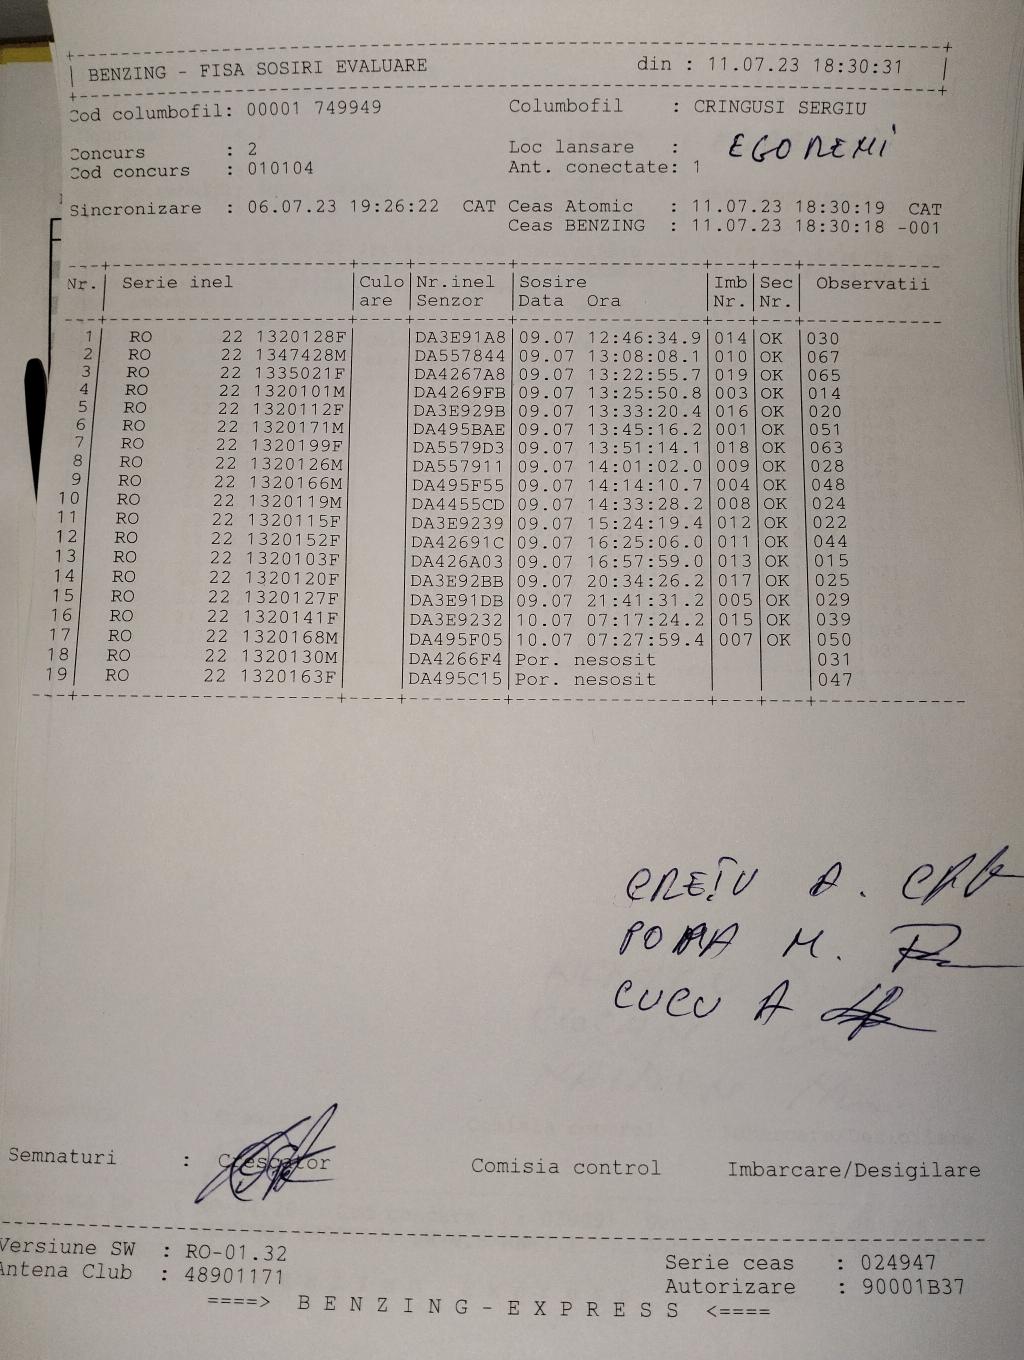 BENZING - FISA SOSIRI EVALUARE din : 11.07.23 18:30:31
Cod columbofil: 00001 749949 Columbofil : CRINGUSI SERGIU
Concurs : 2 Loc lansare : EGOREMI
Cod concurs : 010104 Ant. conectate: 1
Sincronizare : 06.07.23 19:26:22 CAT Ceas Atomic : 11.07.23 18:30:19 CAT
Ceas BENZING : 11.07.23 18:30:18 -001
Nr. Serie inel Culo Nr.inel Sosire Imb Sec Observatii
are Senzor Data Ora Nr. Nr.
1 RO 22 1320128F DA3E91A8 09.07 12:46:34.9 014 OK 030
2 RO 22 1347428M DA557844 09.07 13:08:08.1 010 OK 067
3 RO 22 1335021F DA4267A8 09.07 13:22:55.7 019 OK 065
4 RO 22 1320101M DA4269FB 09.07 13:25:50.8 003 OK 014
5 RO 22 1320112F DA3E929B 09.07 13:33:20.4 016 OK 020
6 RO 22 1320171M DA495BAE 09.07 13:45:16.2 001 OK 051
7 RO 22 1320199F DA5579D3 09.07 13:51:14.1 018 OK 063
8 RO 22 1320126M DA557911 09.07 14:01:02.0 009 OK 028
9 RO 22 1320166M DA495F55 09.07 14:14:10.7 004 OK 048
10 RO 22 1320119M DA4455CD 09.07 14:33:28.2 008 OK 024
11 RO 22 1320115F DA3E9239 09.07 15:24:19.4 012 OK 022
12 RO 22 1320152F DA42691C 09.07 16:25:06.0 011 OK 044
13 RO 22 1320103F DA426A03 09.07 16:57:59.0 013 OK 015
14 RO 22 1320120F DA3E92BB 09.07 20:34:26.2 017 OK 025
15 RO 22 1320127F DA3E91DB 09.07 21:41:31.2 005 OK 029
16 RO 22 1320141F DA3E9232 10.07 07:17:24.2 015 OK 039
17 RO 22 1320168M DA495F05 10.07 07:27:59.4 007 OK 050
18 RO 22 1320130M DA4266F4 Por. nesosit 031
19 RO 22 1320163F DA495C15 Por. nesosit 047
CREȚU A.
POMA M.
CUCU A
Semnaturi : Crescator Comisia control Imbarcare/Desigilare
Versiune SW : RO-01.32 Serie ceas : 024947
Antena Club : 48901171 Autorizare : 90001B37
====> B E N Z I N G - E X P R E S S <====